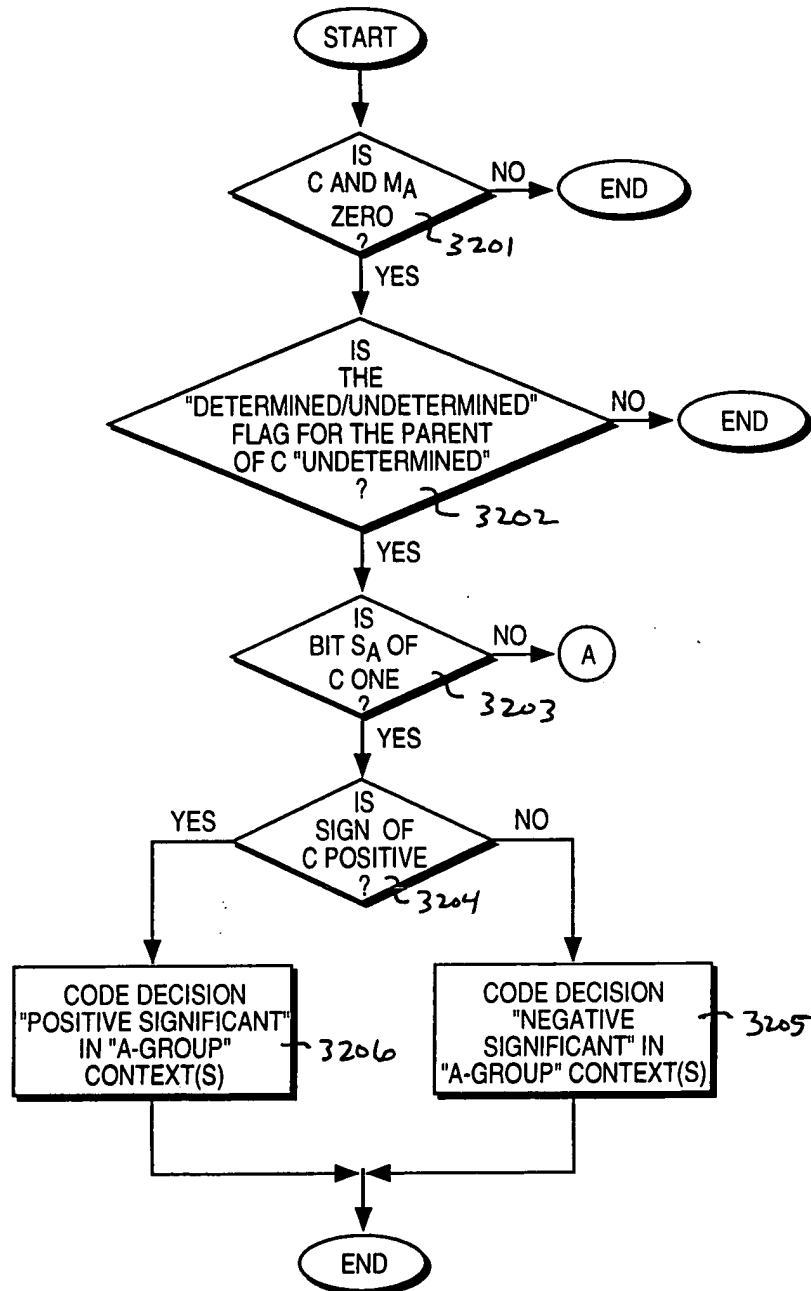 START
IS
C AND MA
ZERO
?
3201
NO
END
YES
IS
THE
"DETERMINED/UNDETERMINED"
FLAG FOR THE PARENT
OF C "UNDETERMINED"
?
3202
NO
END
YES
IS
BIT SA OF
C ONE
?
3203
NO
A
YES
IS
SIGN OF
C POSITIVE
?
3204
YES
NO
CODE DECISION
"POSITIVE SIGNIFICANT"
IN "A-GROUP"
CONTEXT(S)
3206
CODE DECISION
"NEGATIVE
SIGNIFICANT" IN
"A-GROUP" CONTEXT(S)
3205
END